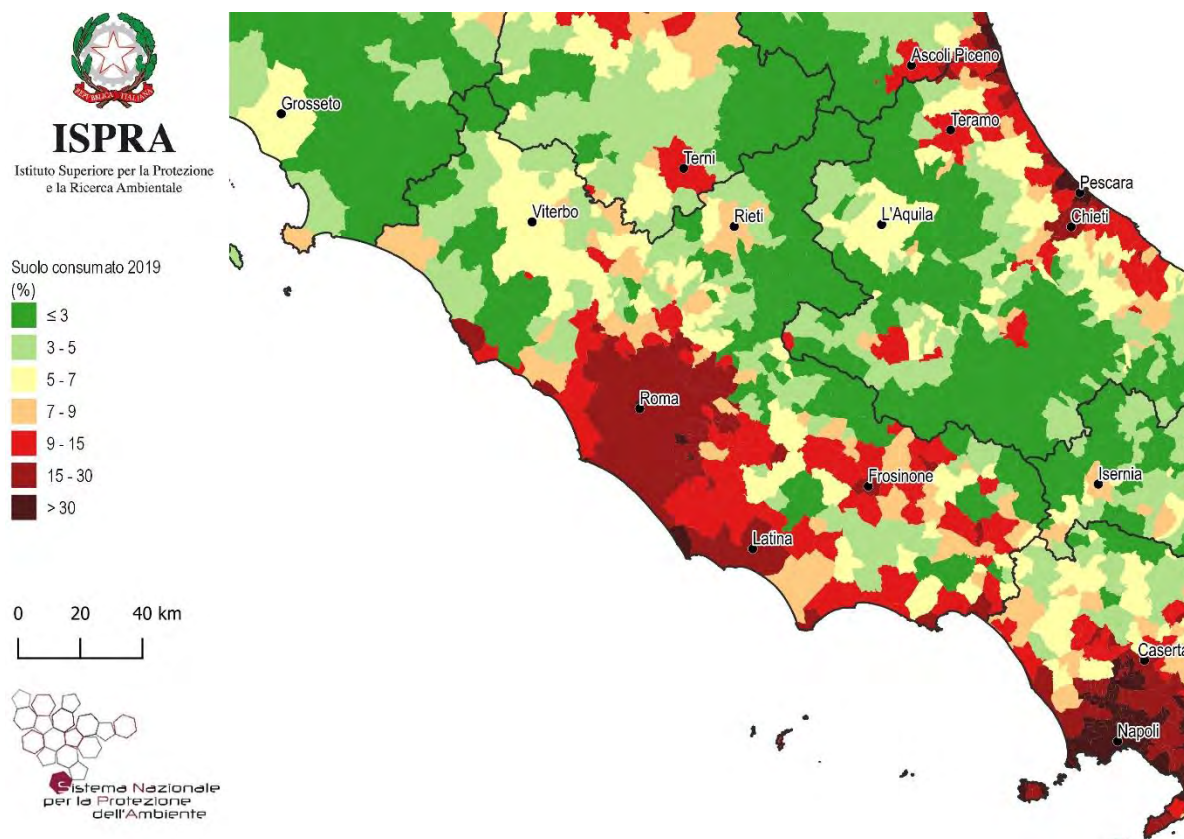 REPVBBLICA ITALIANA
ISPRA
Istituto Superiore per la Protezione
e la Ricerca Ambientale
Suolo consumato 2019
(%)
≤ 3
3 - 5
5 - 7
7 - 9
9 - 15
15 - 30
> 30
0 20 40 km
Sistema Nazionale
per la Protezione
dell'Ambiente
Ascoli Piceno
Grosseto
Teramo
Terni
Pescara
Viterbo
Rieti
L'Aquila
Chieti
Roma
Frosinone
Isernia
Latina
Caserta
Napoli